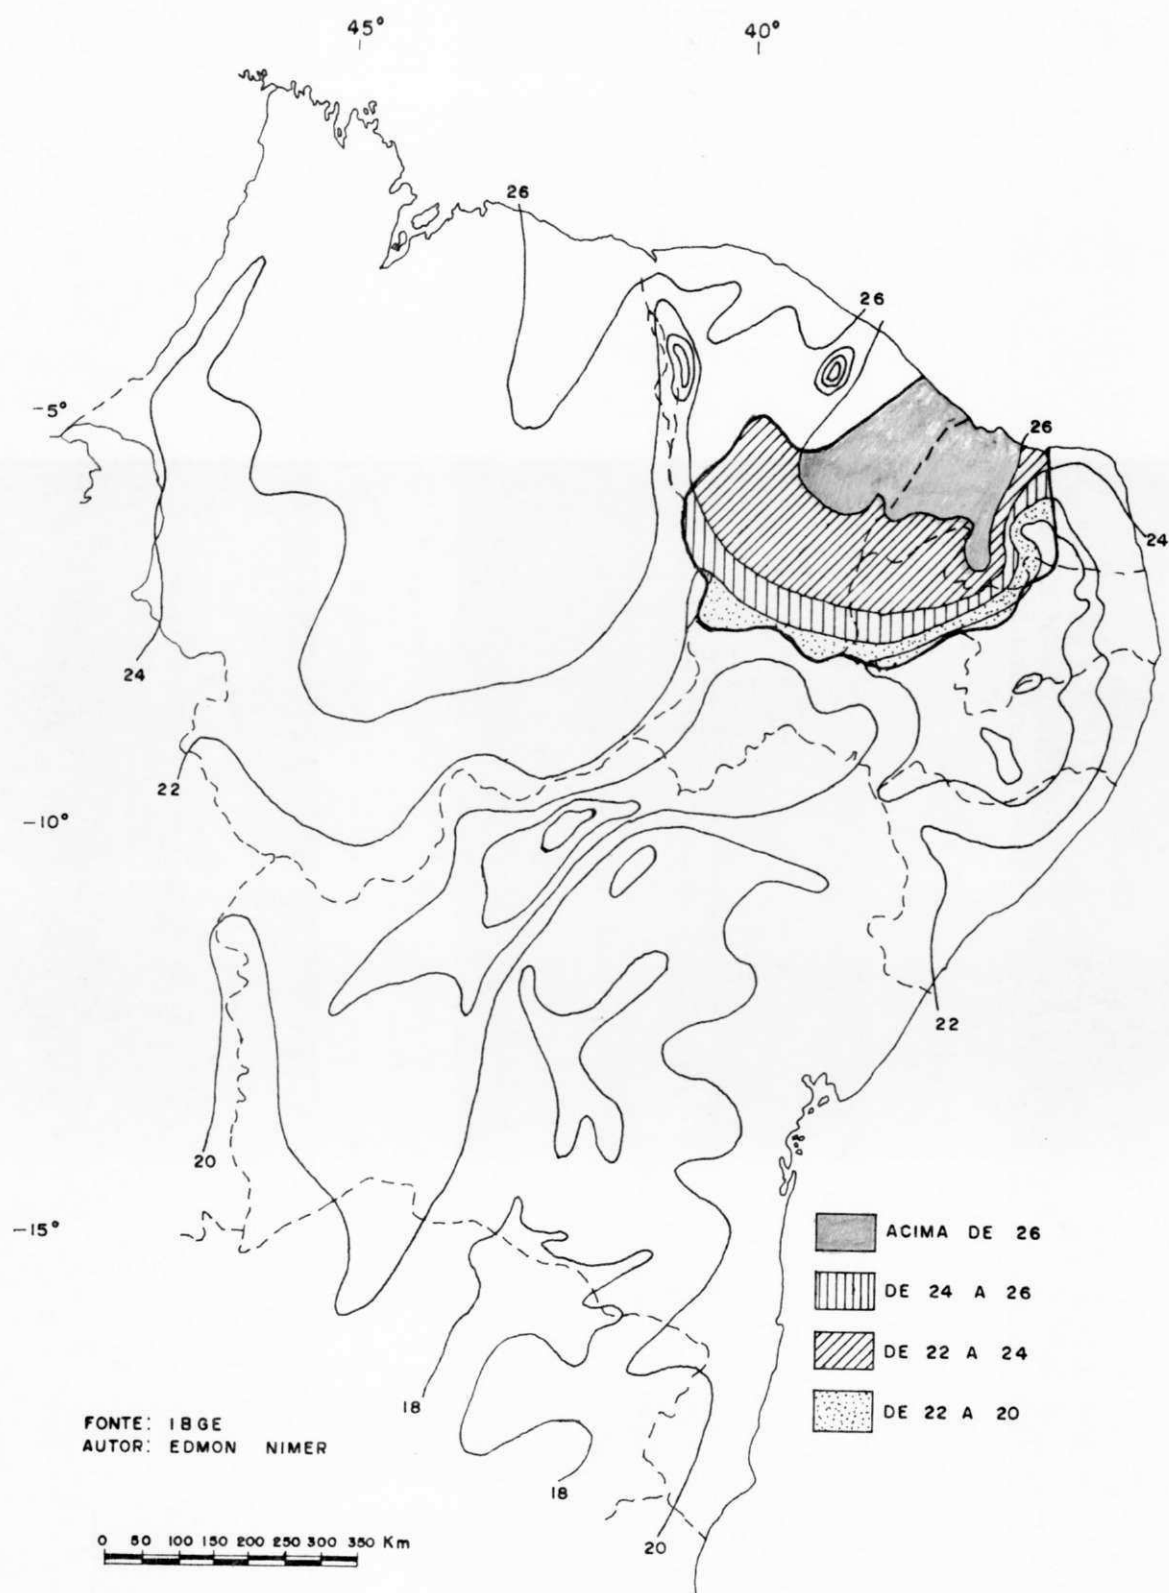 45°
40°
26
26
-5°
26
24
24
22
-10°
22
20
-15°
ACIMA DE 26
DE 24 A 26
DE 22 A 24
18
DE 22 A 20
FONTE: IBGE
AUTOR: EDMON NIMER
18
20
0 50 100 150 200 250 300 350 Km